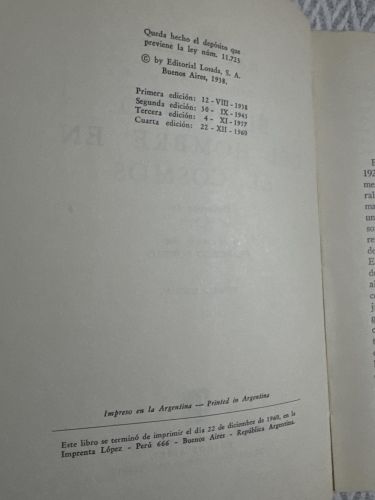 Queda hecho el depósito que
previene la ley núm. 11.723
© by Editorial Losada, S. A.
Buenos Aires, 1938.
Primera edición: 12 - VIII - 1938
Segunda edición: 30 - IX - 1943
Tercera edición: 4 - XI - 1957
Cuarta edición: 22 - XII - 1960
Impreso en la Argentina — Printed in Argentina
Este libro se terminó de imprimir el día 22 de diciembre de 1960, en la
Imprenta López - Perú 666 - Buenos Aires - República Argentina.